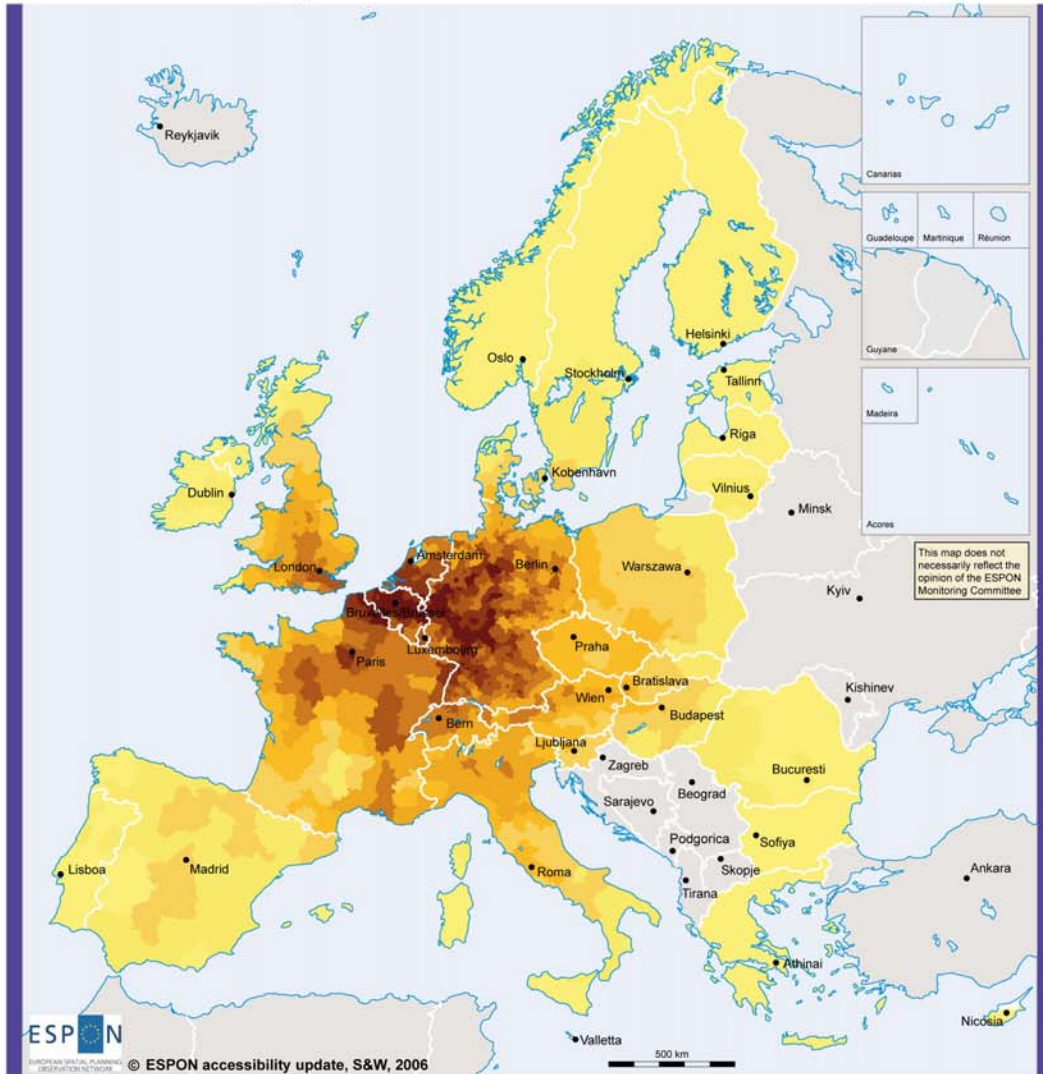 Reykjavik
Canarias
Guadeloupe
Martinique
Réunion
Guyane
Helsinki
Oslo
Stockholm
Tallinn
Madeira
Riga
Dublin
Kobenhavn
Vilnius
Minsk
Acores
This map does not
necessarily reflect the
opinion of the ESPON
Monitoring Committee
Amsterdam
London
Berlin
Warszawa
Kyiv
Bruxelles/Brussel
Luxembourg
Paris
Praha
Kishinev
Bratislava
Wien
Budapest
Bern
Ljubljana
Zagreb
Bucuresti
Beograd
Sarajevo
Sofiya
Podgorica
Skopje
Lisboa
Madrid
Roma
Tirana
Ankara
Athinai
Nicosia
Valletta
ESPON
EUROPEAN SPATIAL PLANNING
OBSERVATION NETWORK
© ESPON accessibility update, S&W, 2006
500 km